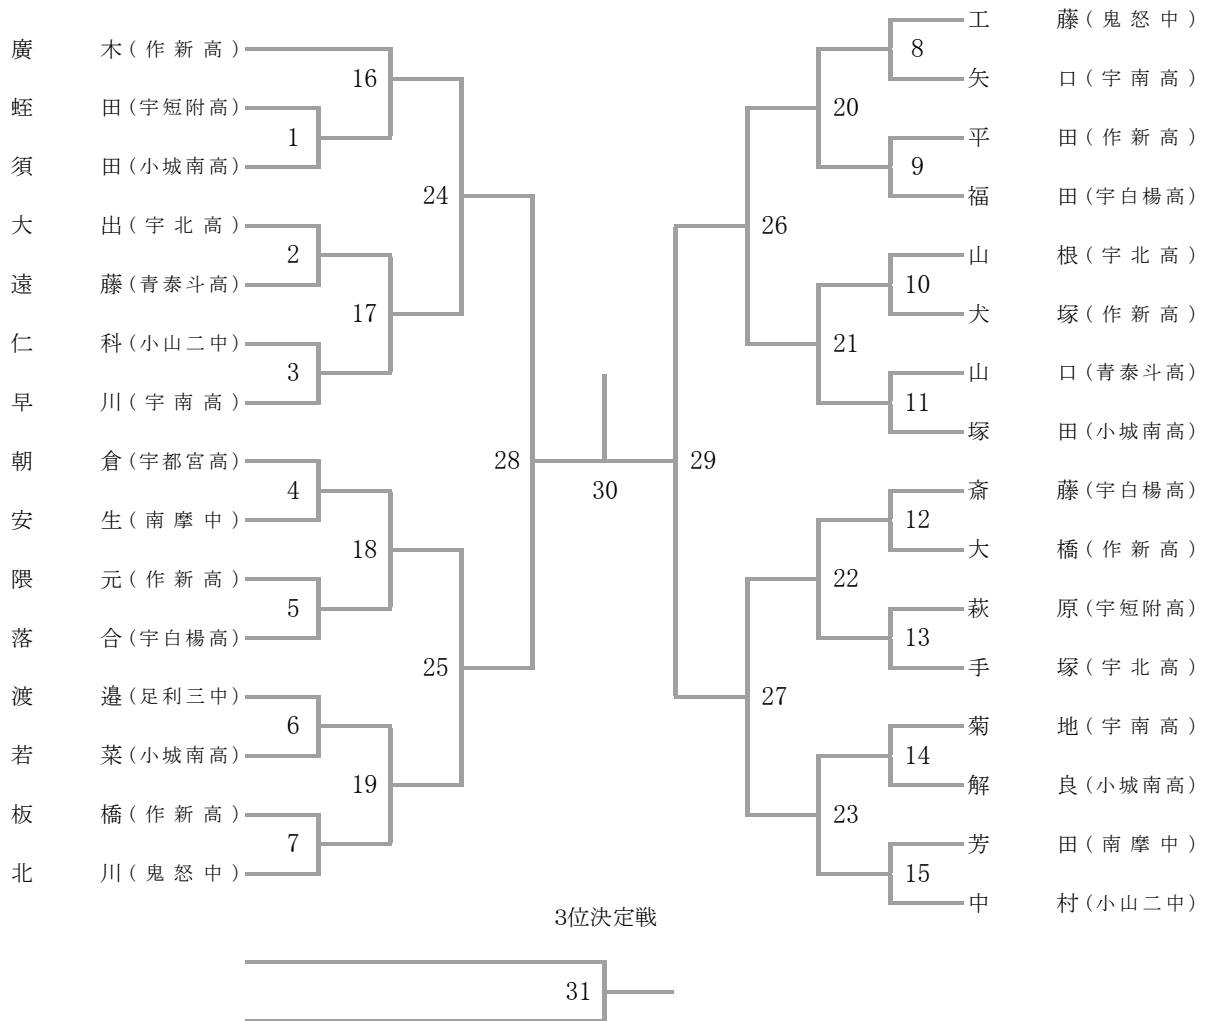 廣木(作新高)
16
蛭田(宇短附高)
1
須田(小城南高)
24
大出(宇北高)
2
遠藤(青泰斗高)
17
仁科(小山二中)
3
早川(宇南高)
28
朝倉(宇都宮高)
4
安生(南摩中)
18
隈元(作新高)
5
落合(宇白楊高)
25
渡邉(足利三中)
6
若菜(小城南高)
19
板橋(作新高)
7
北川(鬼怒中)
30
工藤(鬼怒中)
8
矢口(宇南高)
20
平田(作新高)
9
福田(宇白楊高)
26
山根(宇北高)
10
犬塚(作新高)
21
山口(青泰斗高)
11
塚田(小城南高)
29
斎藤(宇白楊高)
12
大橋(作新高)
22
萩原(宇短附高)
13
手塚(宇北高)
27
菊地(宇南高)
14
解良(小城南高)
23
芳田(南摩中)
15
中村(小山二中)
3位決定戦
31